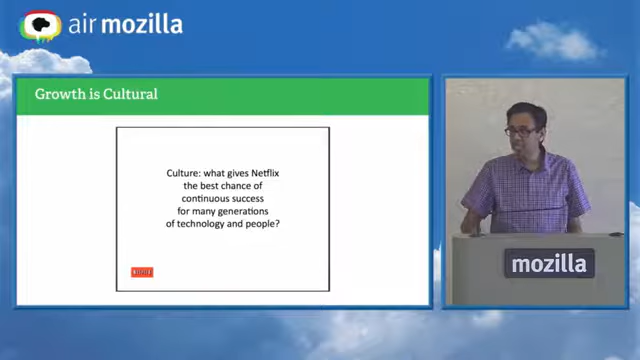 air mozilla
Growth is Cultural
Culture: what gives Netflix
the best chance of
continuous success
for many generations
of technology and people?
mozilla